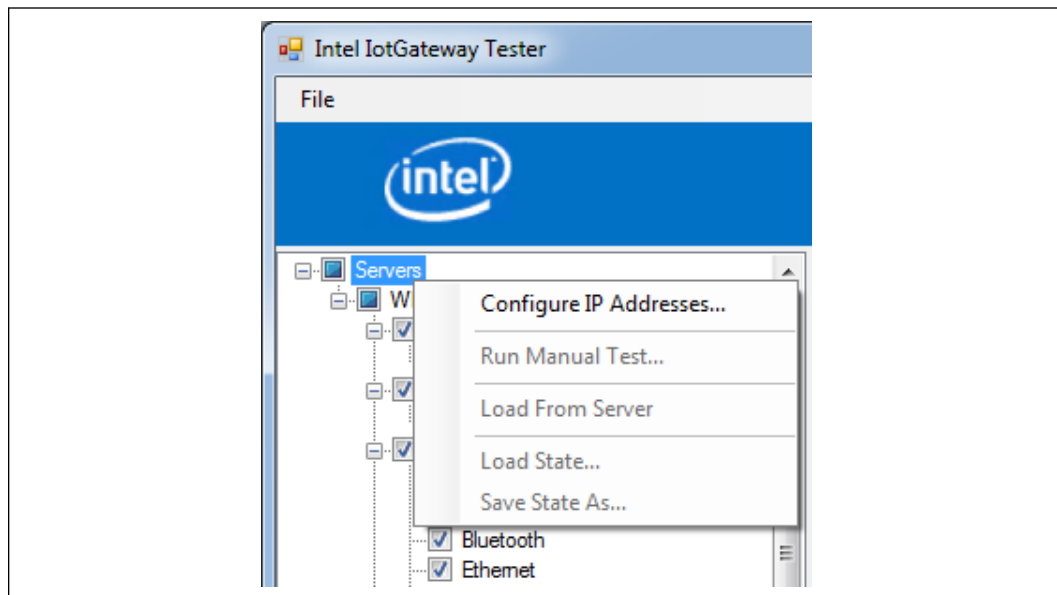 Intel IotGateway Tester
File
intel
Servers
Configure IP Addresses...
Run Manual Test...
Load From Server
Load State...
Save State As...
Bluetooth
Ethernet